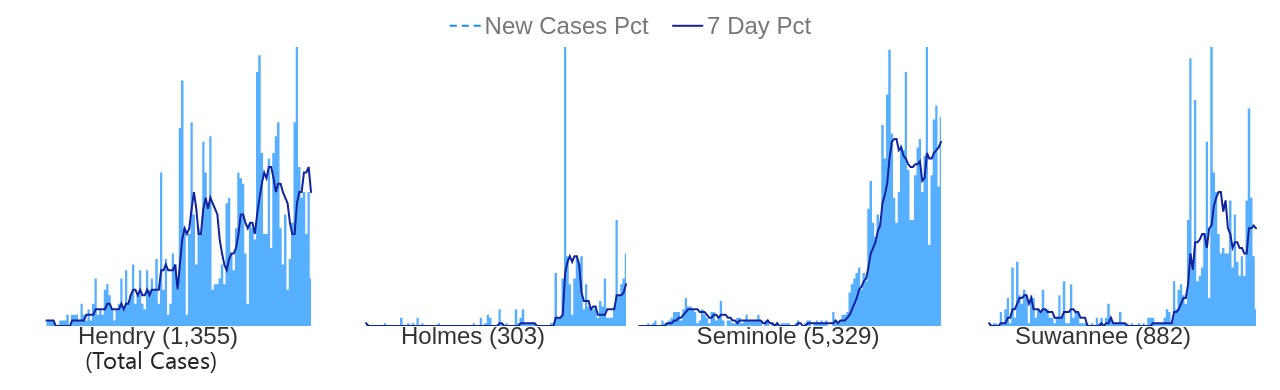 New Cases Pct 7 Day Pct
Hendry (1,355) Holmes (303) Seminole (5,329) Suwannee (882)
(Total Cases)